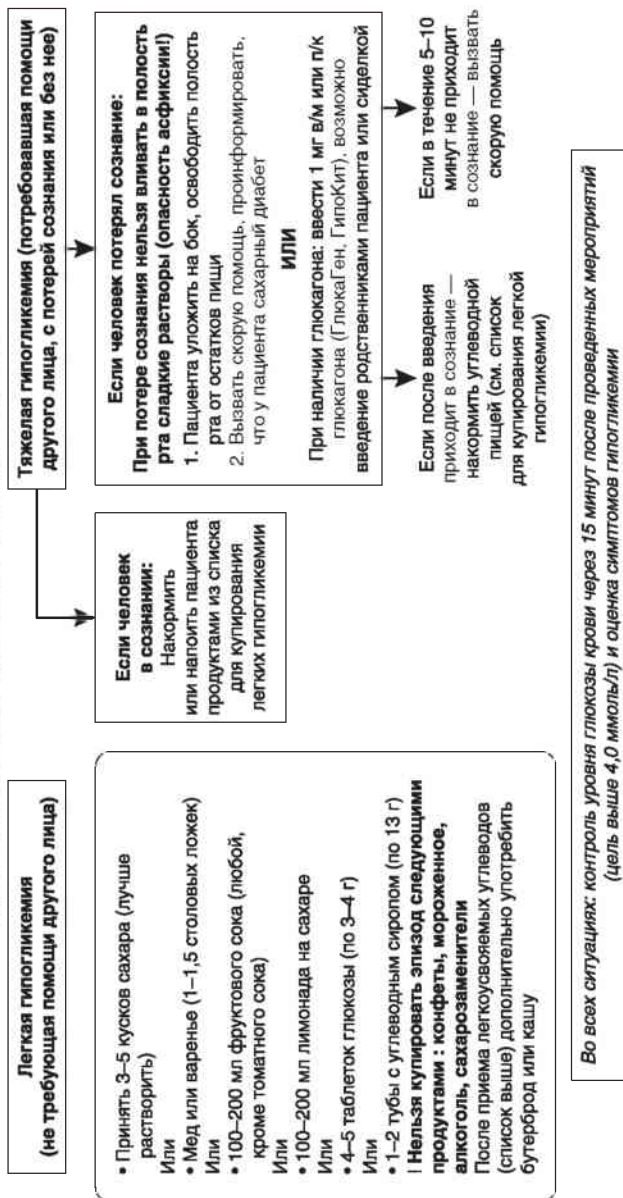 Легкая гипогликемия
(не требующая помощи другого лица)
• Принять 3–5 кусков сахара (лучше
растворить)
Или
• Мед или варенье (1–1,5 столовых ложек)
Или
• 100–200 мл фруктового сока (любой,
кроме томатного сока)
Или
• 100–200 мл лимонада на сахаре
Или
• 4–5 таблеток глюкозы (по 3–4 г)
Или
• 1–2 тубы с углеводным сиропом (по 13 г)
! Нельзя купировать эпизод следующими
продуктами : конфеты, мороженное,
алкоголь, сахарозаменители
После приема легкоусвояемых углеводов
(список выше) дополнительно употребить
бутерброд или кашу
Тяжелая гипогликемия (потребовавшая помощи
другого лица, с потерей сознания или без нее)
Если человек
в сознании:
Накормить
или напоить пациента
продуктами из списка
для купирования
легких гипогликемии
Если человек потерял сознание:
При потере сознания нельзя вливать в полость
рта сладкие растворы (опасность асфиксии!)
1. Пациента уложить на бок, освободить полость
рта от остатков пищи
2. Вызвать скорую помощь, проинформировать,
что у пациента сахарный диабет
ИЛИ
При наличии глюкагона: ввести 1 мг в/м или п/к
глюкагона (ГлюкаГен, ГипоКит), возможно
введение родственниками пациента или сиделкой
Если после введения
приходит в сознание —
накормить углеводной
пищей (см. список
для купирования легкой
гипогликемии)
Если в течение 5–10
минут не приходит
в сознание — вызвать
скорую помощь
Во всех ситуациях: контроль уровня глюкозы крови через 15 минут после проведенных мероприятий
(цель выше 4,0 ммоль/л) и оценка симптомов гипогликемии